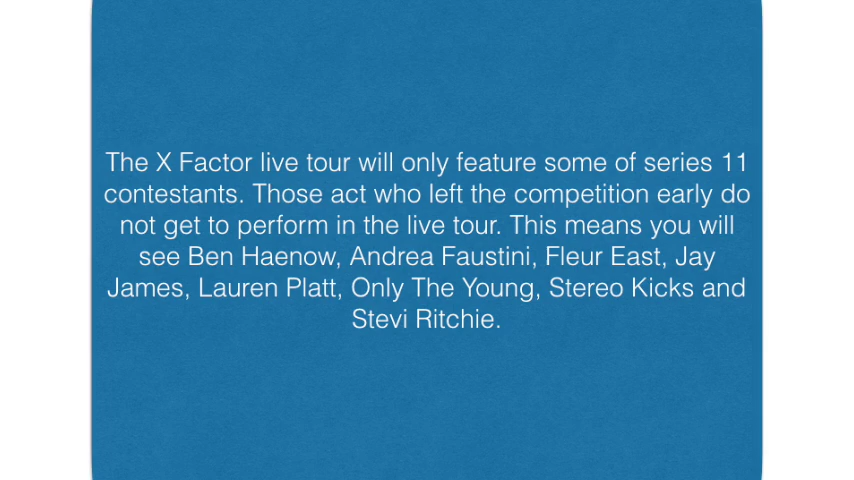 The X Factor live tour will only feature some of series 11
contestants. Those act who left the competition early do
not get to perform in the live tour. This means you will
see Ben Haenow, Andrea Faustini, Fleur East, Jay
James, Lauren Platt, Only The Young, Stereo Kicks and
Stevi Ritchie.